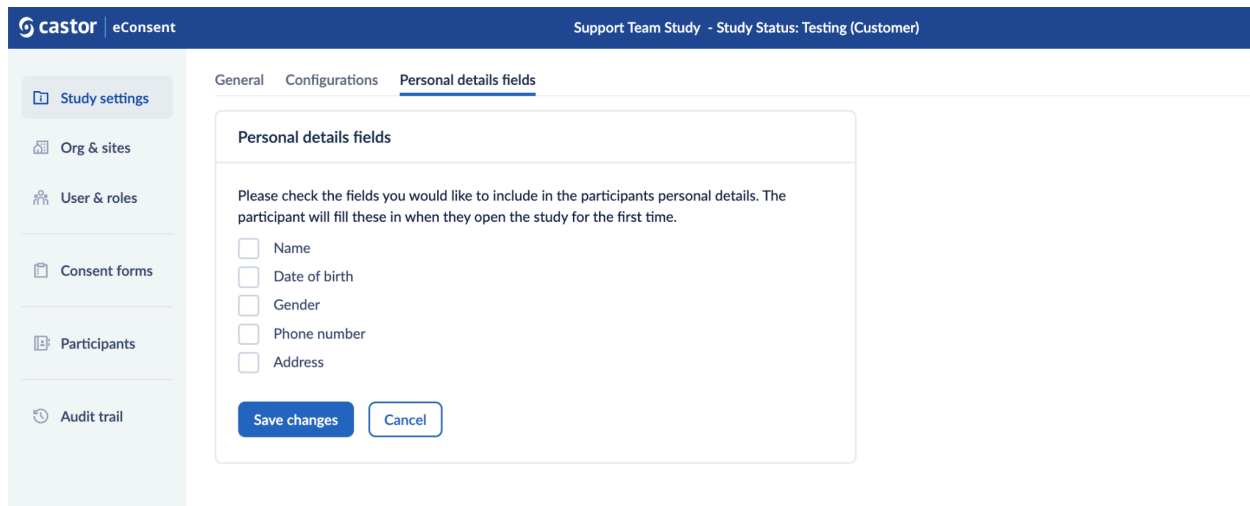 castor eConsent
Support Team Study - Study Status: Testing (Customer)
Study settings
Org & sites
User & roles
Consent forms
Participants
Audit trail
General Configurations Personal details fields
Personal details fields
Please check the fields you would like to include in the participants personal details. The
participant will fill these in when they open the study for the first time.
Name
Date of birth
Gender
Phone number
Address
Save changes Cancel